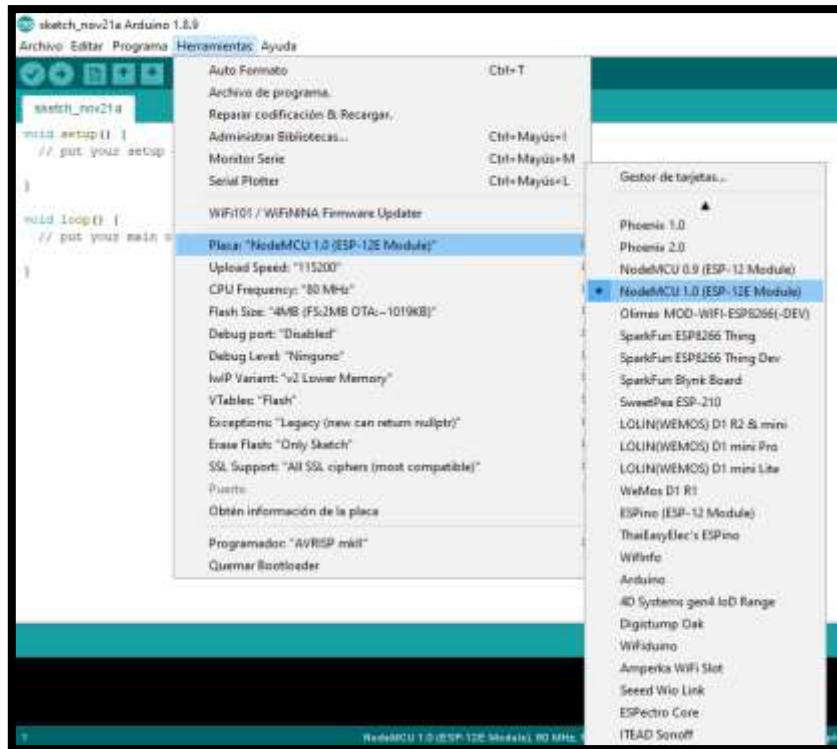 sketch_nov21a Arduino 1.8.9
Archivo Editar Programa Herramientas Ayuda
sketch_nov21a
void setup() {
// put your setup
}
void loop() {
// put your main
}
Auto Formato Ctrl+T
Archivo de programa.
Reparar codificación & Recargar.
Administrar Bibliotecas... Ctrl+Mayús+I
Monitor Serie Ctrl+Mayús+M
Serial Plotter Ctrl+Mayús+L
WiFi101 / WiFiNINA Firmware Updater
Placa: "NodeMCU 1.0 (ESP-12E Module)"
Upload Speed: "115200"
CPU Frequency: "80 MHz"
Flash Size: "4MB (FS:2MB OTA:~1019KB)"
Debug port: "Disabled"
Debug Level: "Ninguno"
lwIP Variant: "v2 Lower Memory"
VTables: "Flash"
Exceptions: "Legacy (new can return nullptr)"
Erase Flash: "Only Sketch"
SSL Support: "All SSL ciphers (most compatible)"
Puerto
Obtén información de la placa
Programador: "AVRISP mkII"
Quemar Bootloader
Gestor de tarjetas...
Phoenix 1.0
Phoenix 2.0
NodeMCU 0.9 (ESP-12 Module)
NodeMCU 1.0 (ESP-12E Module)
Olimex MOD-WIFI-ESP8266(-DEV)
SparkFun ESP8266 Thing
SparkFun ESP8266 Thing Dev
SparkFun Blynk Board
SweetPea ESP-210
LOLIN(WEMOS) D1 R2 & mini
LOLIN(WEMOS) D1 mini Pro
LOLIN(WEMOS) D1 mini Lite
WeMos D1 R1
ESPino (ESP-12 Module)
ThaiEasyElec's ESPino
WifInfo
Arduino
4D Systems gen4 IoD Range
Digistump Oak
WiFiduino
Amperka WiFi Slot
Seeed Wio Link
ESPectro Core
ITEAD Sonoff
1
NodeMCU 1.0 (ESP-12E Module), 80 MHz,